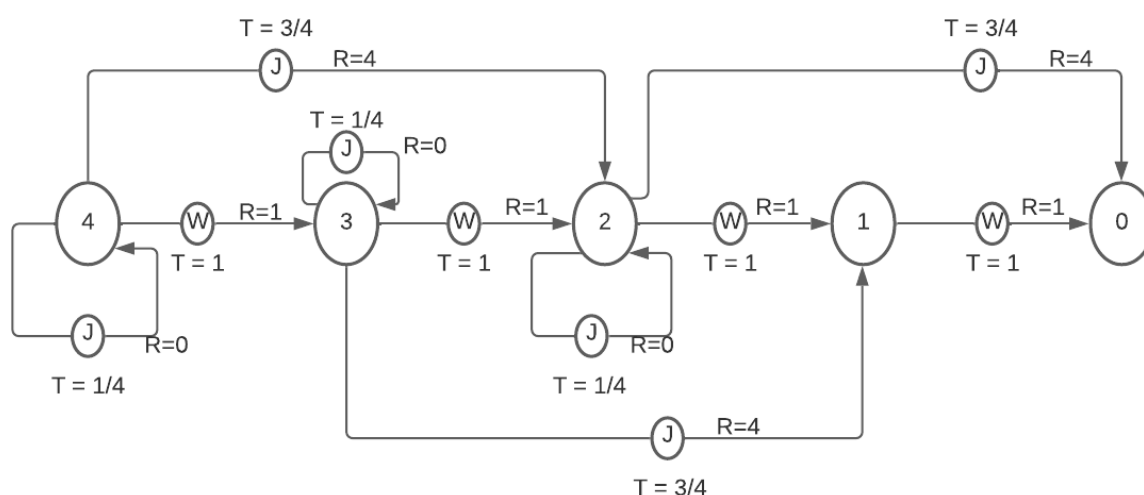 T = 3/4
T = 3/4
J
R=4
J
R=4
T = 1/4
J
R=0
4
W
R=1
3
W
R=1
2
W
R=1
1
W
R=1
0
T = 1
T = 1
T = 1
T = 1
J
R=0
J
R=0
T = 1/4
T = 1/4
J
R=4
T = 3/4